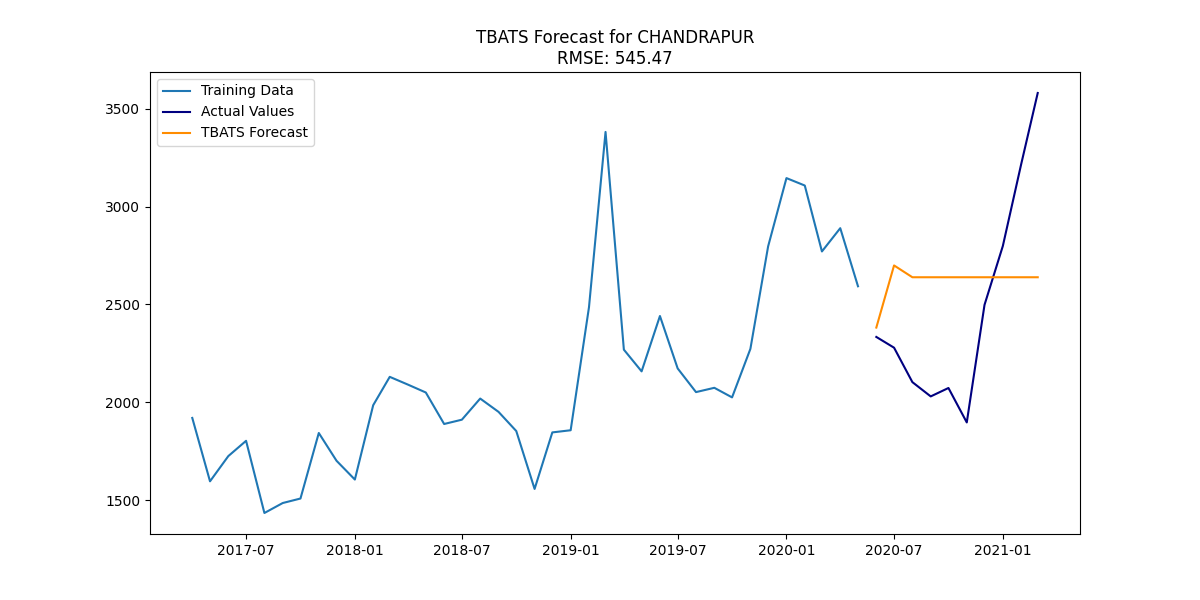 TBATS Forecast for CHANDRAPUR
RMSE: 545.47
Training Data
Actual Values
TBATS Forecast
3500
3000
2500
2000
1500
2017-07
2018-01
2018-07
2019-01
2019-07
2020-01
2020-07
2021-01